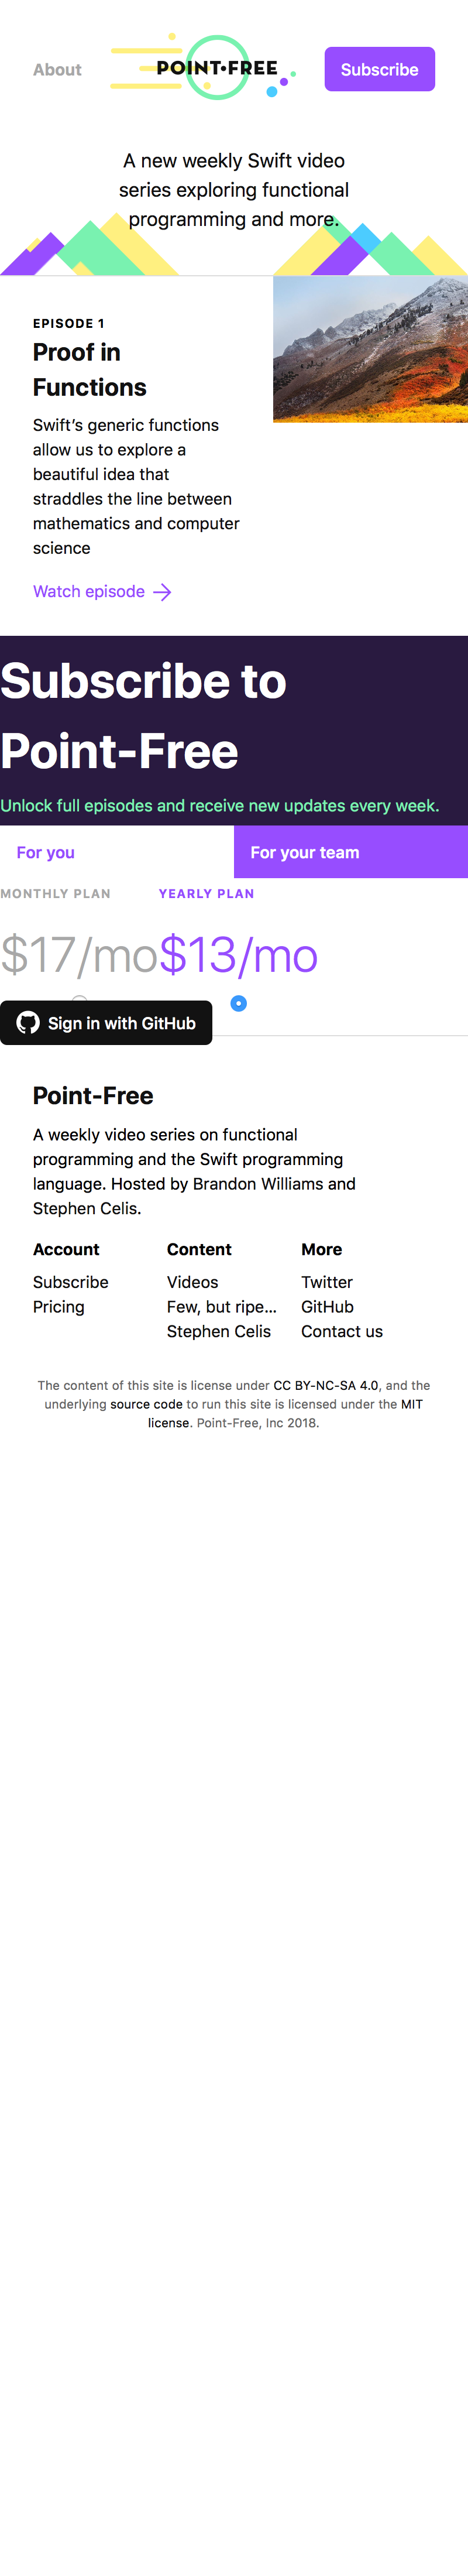 About
POINT•FREE
Subscribe
A new weekly Swift video
series exploring functional
programming and more.
EPISODE 1
Proof in
Functions
Swift’s generic functions
allow us to explore a
beautiful idea that
straddles the line between
mathematics and computer
science
Watch episode
Subscribe to
Point-Free
Unlock full episodes and receive new updates every week.
For you
For your team
MONTHLY PLAN
YEARLY PLAN
$17/mo
$13/mo
Sign in with GitHub
Point-Free
A weekly video series on functional
programming and the Swift programming
language. Hosted by Brandon Williams and
Stephen Celis.
Account
Content
More
Subscribe
Videos
Twitter
Pricing
Few, but ripe…
GitHub
Stephen Celis
Contact us
The content of this site is license under CC BY-NC-SA 4.0, and the
underlying source code to run this site is licensed under the MIT
license. Point-Free, Inc 2018.